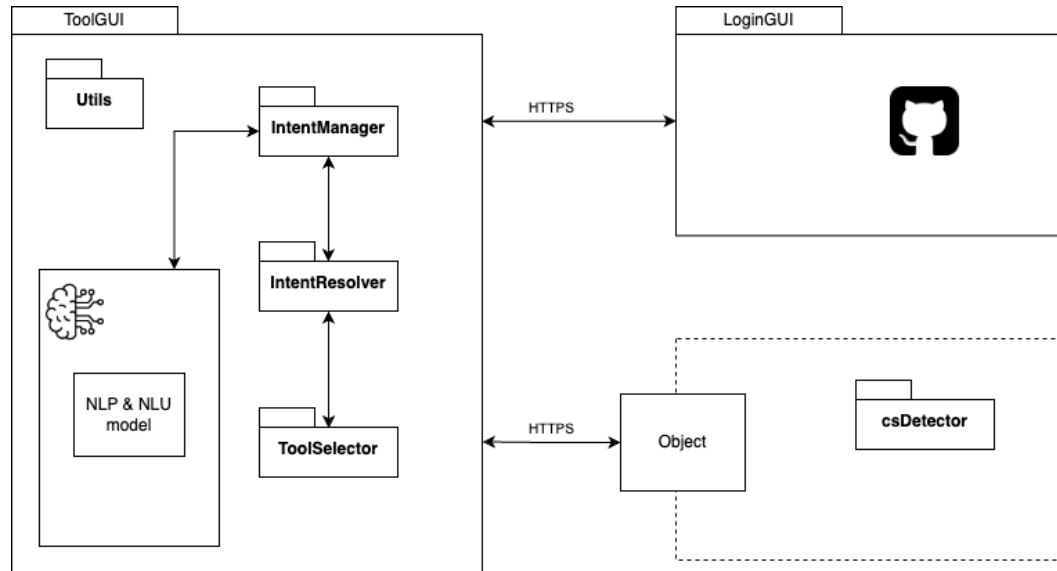 ToolGUI
LoginGUI
Utils
IntentManager
HTTPS
IntentResolver
NLP & NLU
model
ToolSelector
HTTPS
Object
csDetector